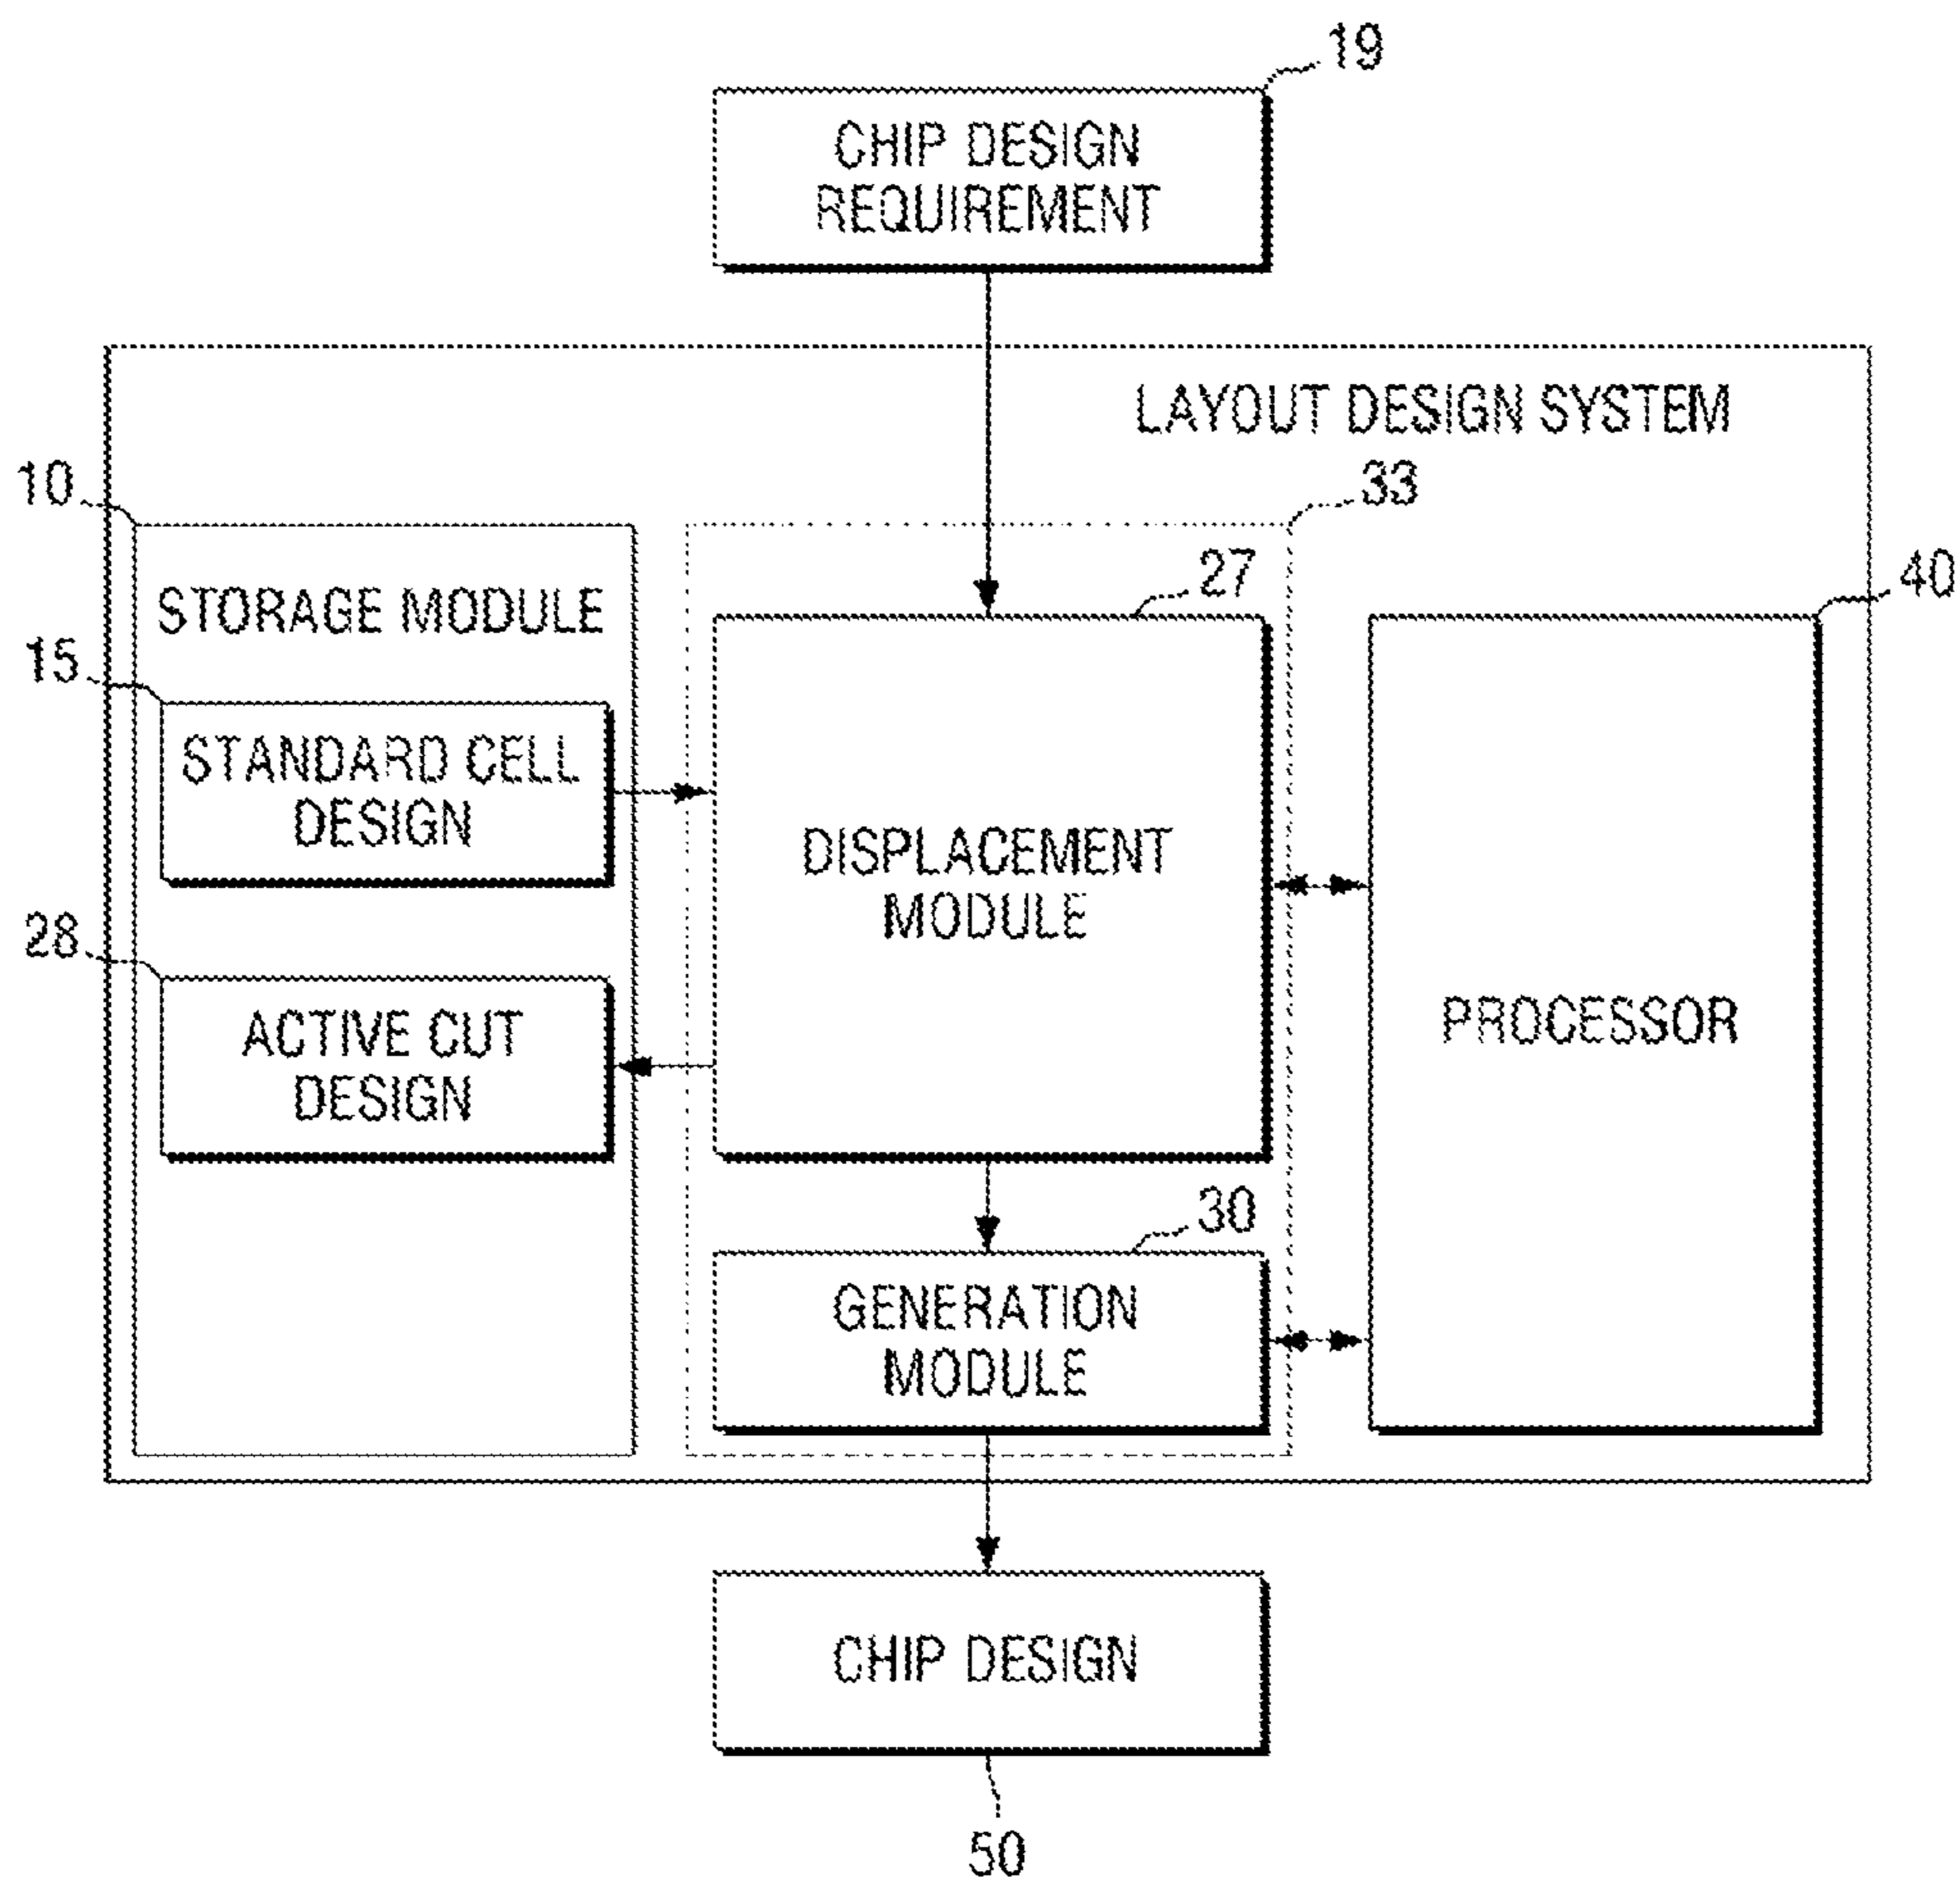 19
CHIP DESIGN
REQUIREMENT
LAYOUT DESIGN SYSTEM
10
33
27
40
STORAGE MODULE
15
STANDARD CELL
DESIGN
DISPLACEMENT
MODULE
28
ACTIVE CUT
DESIGN
PROCESSOR
30
GENERATION
MODULE
CHIP DESIGN
50